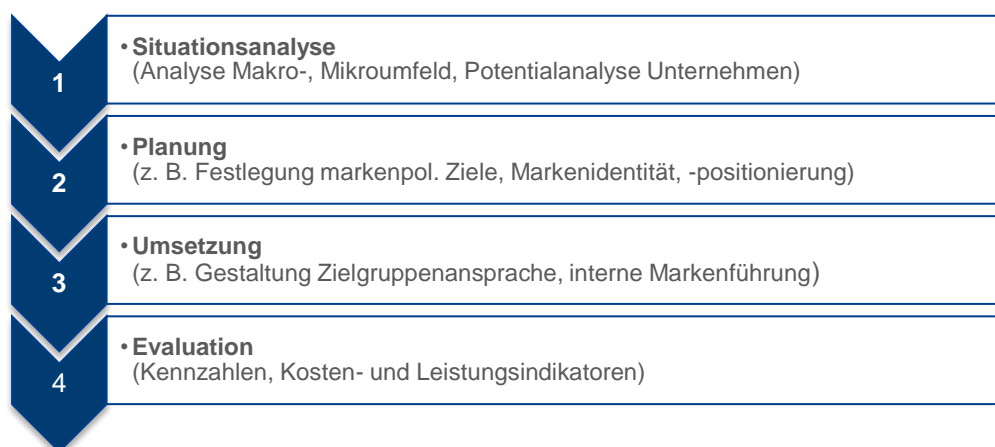 1
• Situationsanalyse
(Analyse Makro-, Mikroumfeld, Potentialanalyse Unternehmen)
2
• Planung
(z. B. Festlegung markenpol. Ziele, Markenidentität, -positionierung)
3
• Umsetzung
(z. B. Gestaltung Zielgruppenansprache, interne Markenführung)
4
• Evaluation
(Kennzahlen, Kosten- und Leistungsindikatoren)